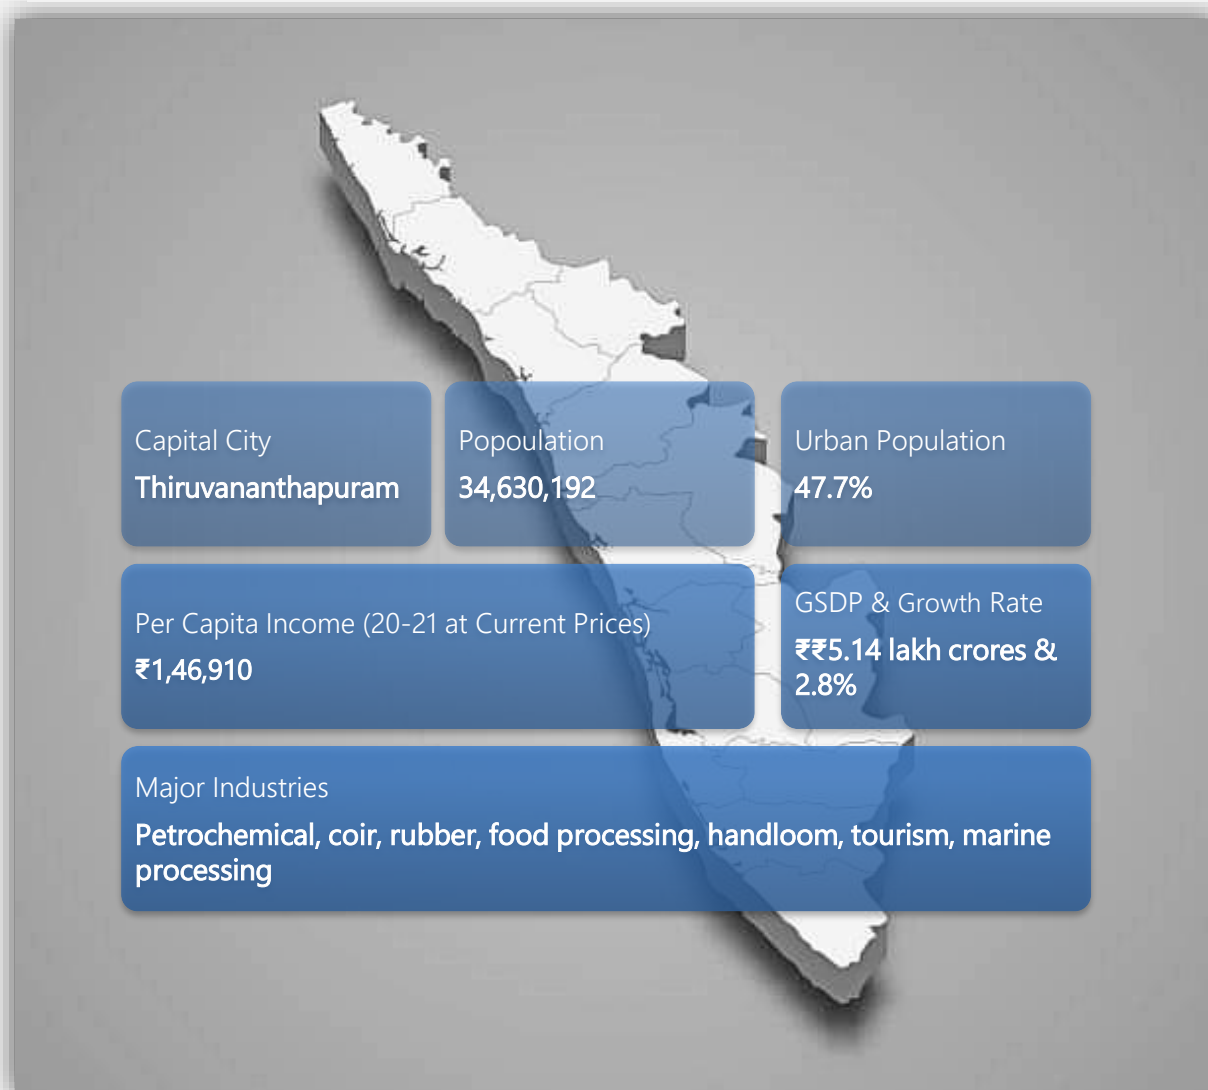 Capital City
Thiruvananthapuram
Popoulation
34,630,192
Urban Population
47.7%
Per Capita Income (20-21 at Current Prices)
₹1,46,910
GSDP & Growth Rate
₹₹5.14 lakh crores &
2.8%
Major Industries
Petrochemical, coir, rubber, food processing, handloom, tourism, marine
processing